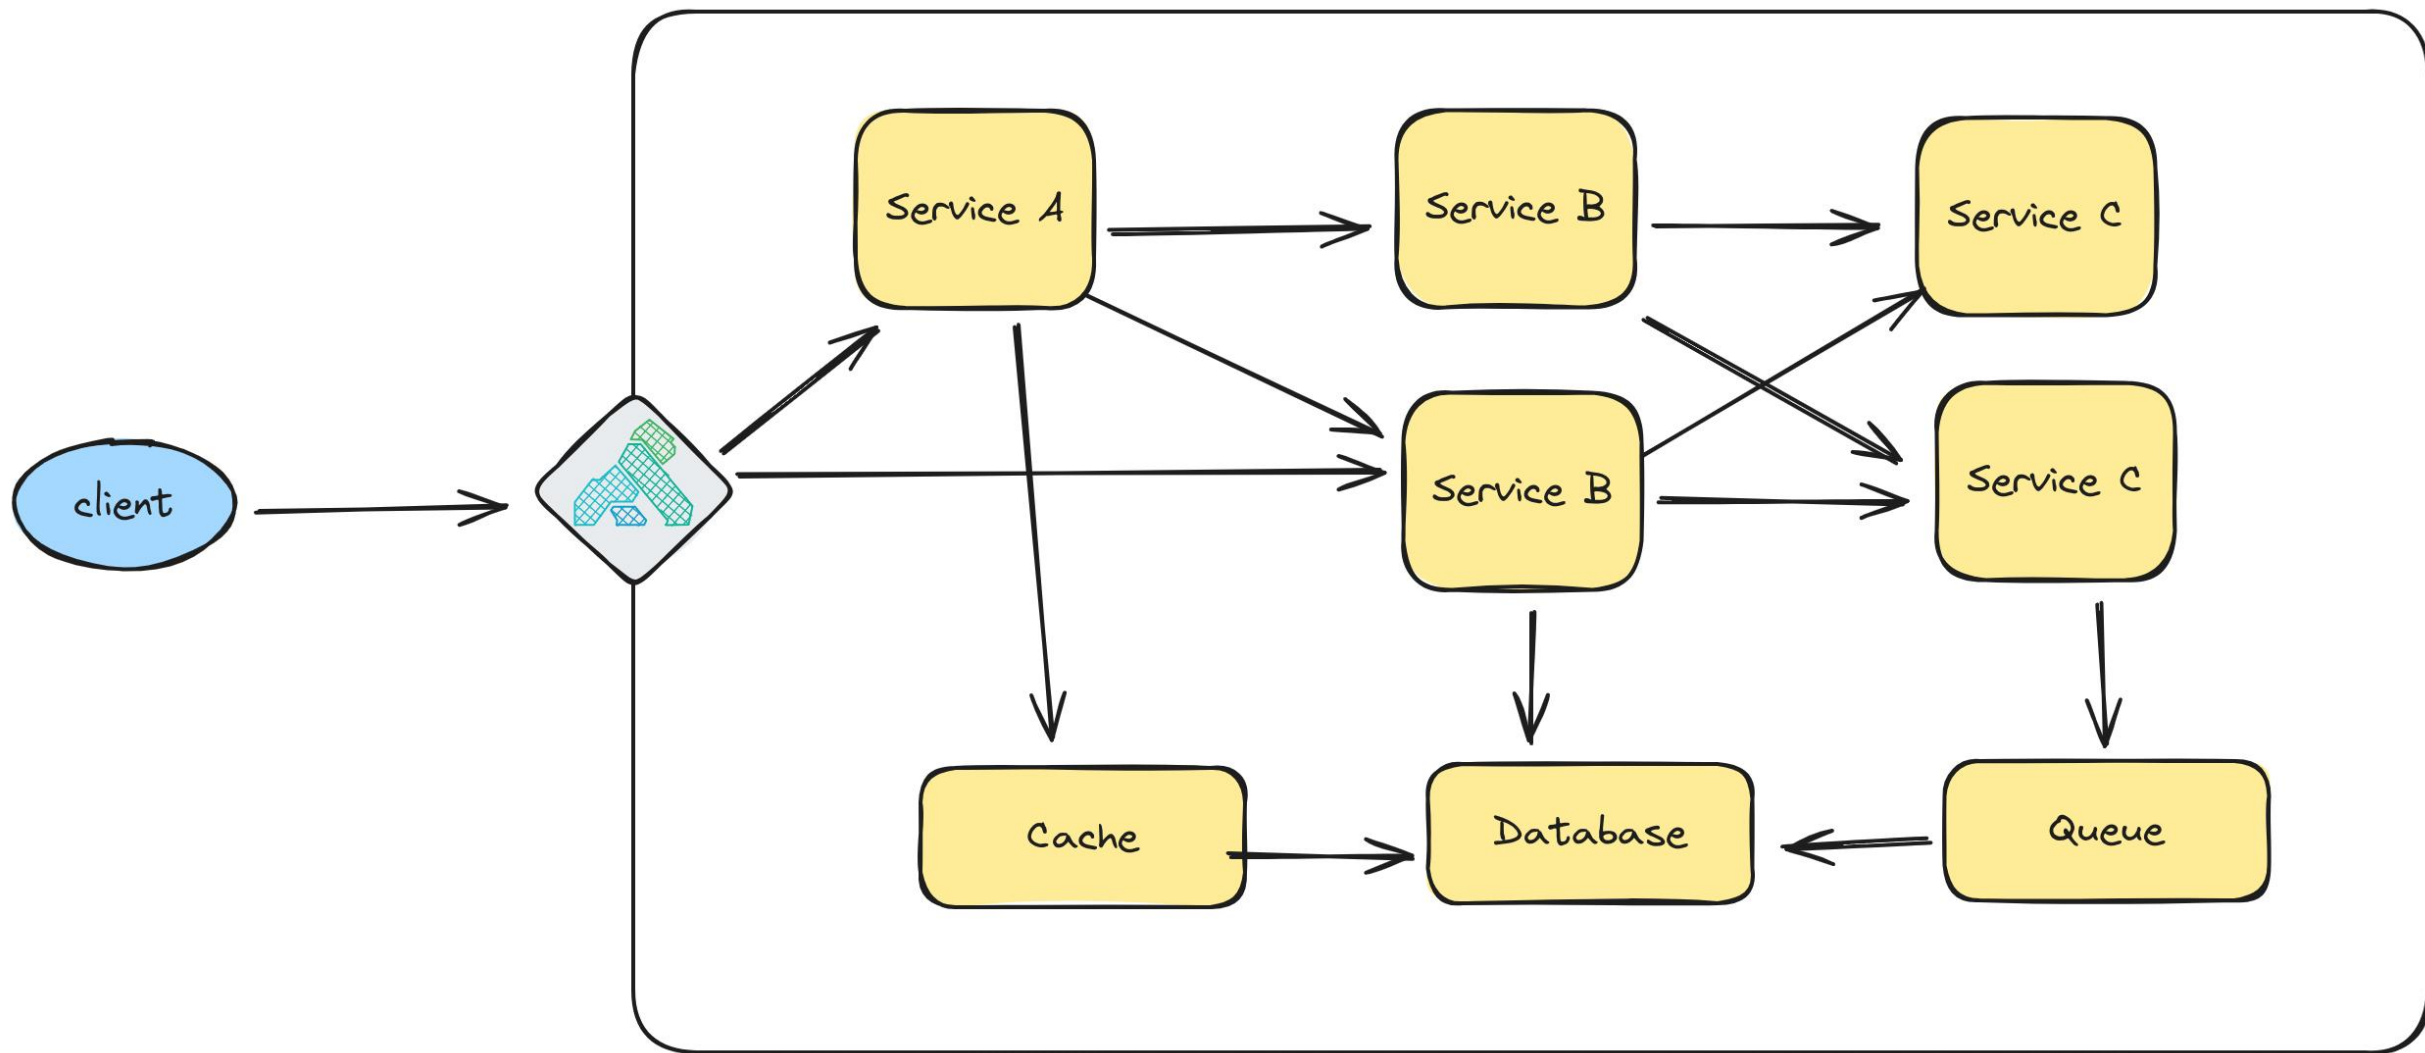 Service A
Service B
Service C
client
Service B
Service C
Cache
Database
Queue